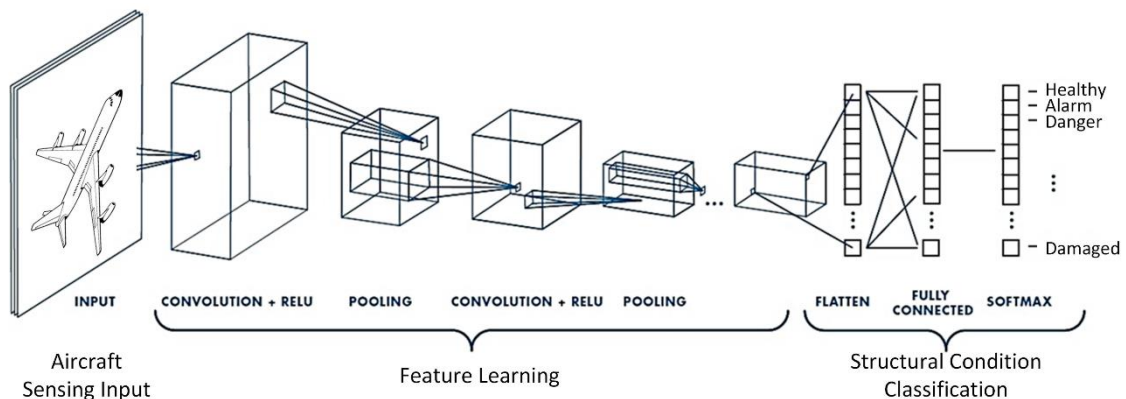 Healthy
Alarm
Danger
Damaged
INPUT
CONVOLUTION + RELU
POOLING
CONVOLUTION + RELU
POOLING
FLATTEN
FULLY
CONNECTED
SOFTMAX
Aircraft
Sensing Input
Feature Learning
Structural Condition
Classification